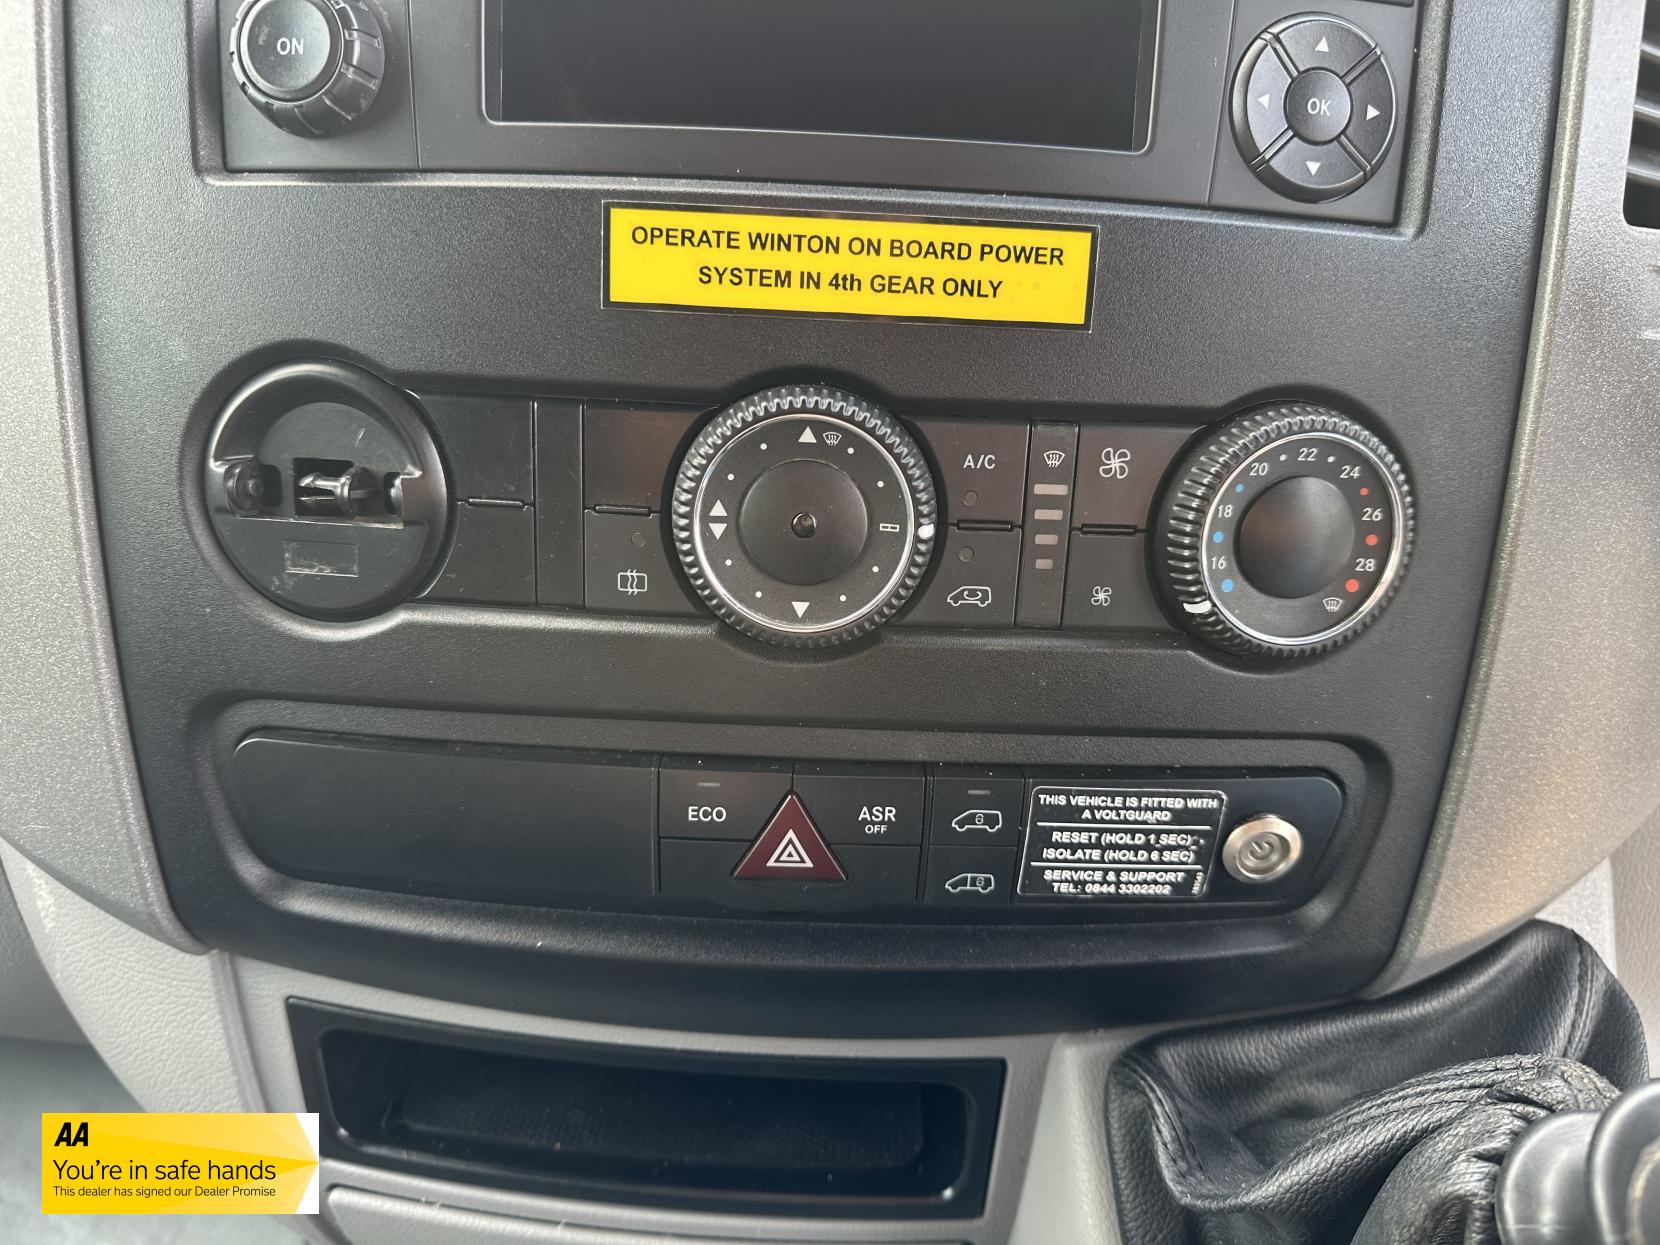 ON
OK
OPERATE WINTON ON BOARD POWER
SYSTEM IN 4th GEAR ONLY
A/C
16
18
20
22
24
26
28
ECO
ASR
OFF
THIS VEHICLE IS FITTED WITH
A VOLTGUARD
RESET (HOLD 1 SEC)
ISOLATE (HOLD 6 SEC)
SERVICE & SUPPORT
TEL: 0844 3302202
AA
You're in safe hands
This dealer has signed our Dealer Promise